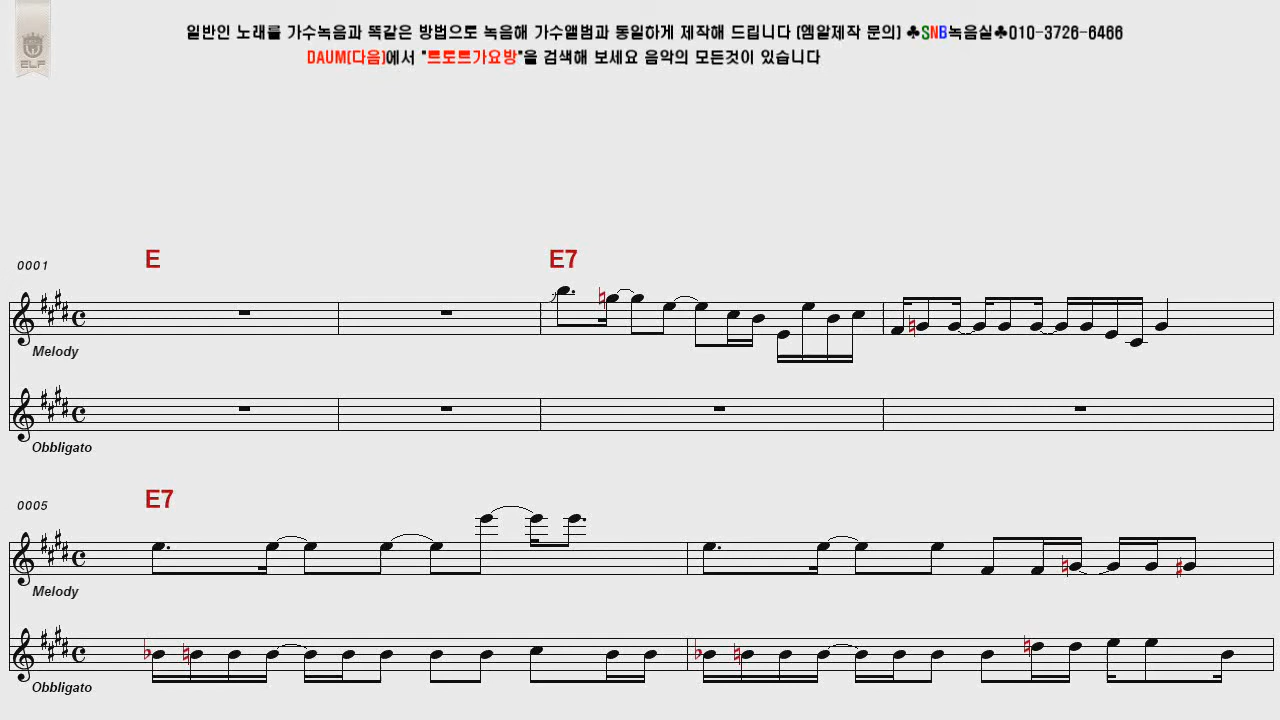 일반인 노래를 가수녹음과 똑같은 방법으로 녹음해 가수앨범과 동일하게 제작해 드립니다 (엠알제작 문의) ♣SNB녹음실♣010-3726-6466
DAUM(다음)에서 "트로트가요방"을 검색해 보세요 음악의 모든것이 있습니다
ELF
E E7
0001
Melody
Obbligato
E7
0005
Melody
Obbligato